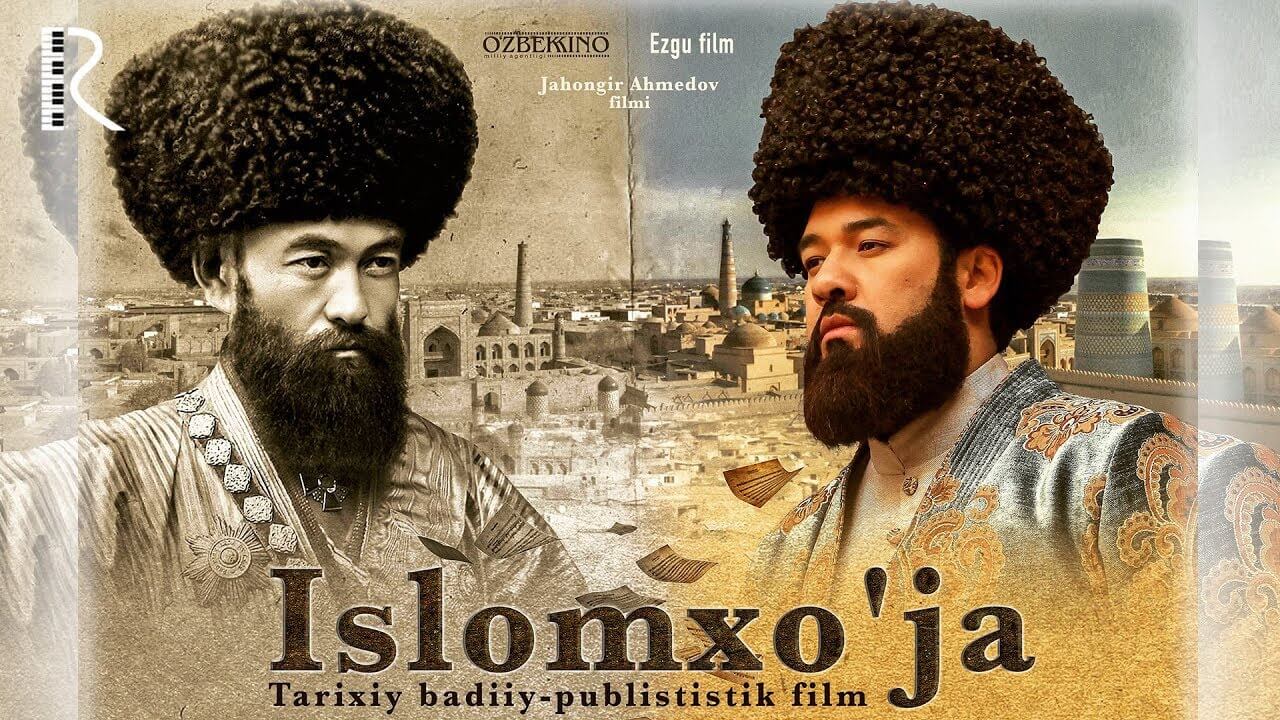 R
O'ZBEKKINO
milliy agentligi
Ezgu film
Jahongir Ahmedov
filmi
Islomxo'ja
Tarixiy badiiy-publististik film